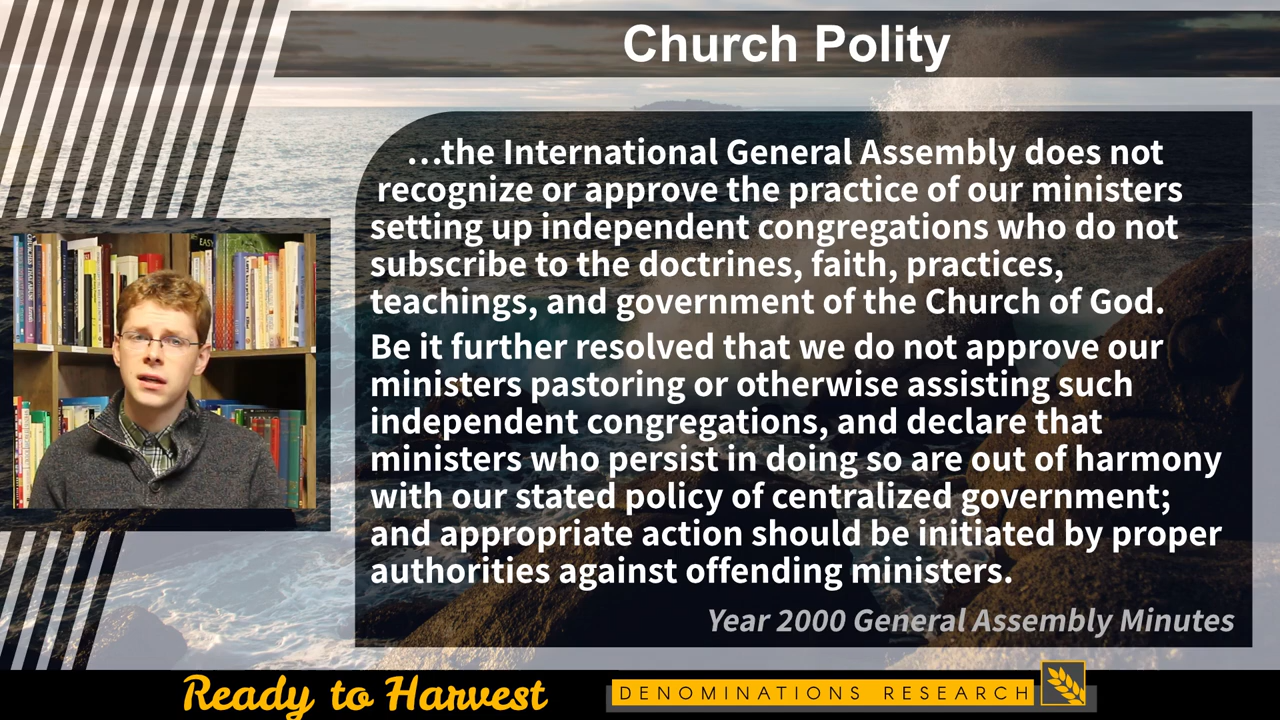 Church Polity
…the International General Assembly does not
recognize or approve the practice of our ministers
setting up independent congregations who do not
subscribe to the doctrines, faith, practices,
teachings, and government of the Church of God.
Be it further resolved that we do not approve our
ministers pastoring or otherwise assisting such
independent congregations, and declare that
ministers who persist in doing so are out of harmony
with our stated policy of centralized government;
and appropriate action should be initiated by proper
authorities against offending ministers.
Year 2000 General Assembly Minutes
EASY
Ready to Harvest
DENOMINATIONS RESEARCH